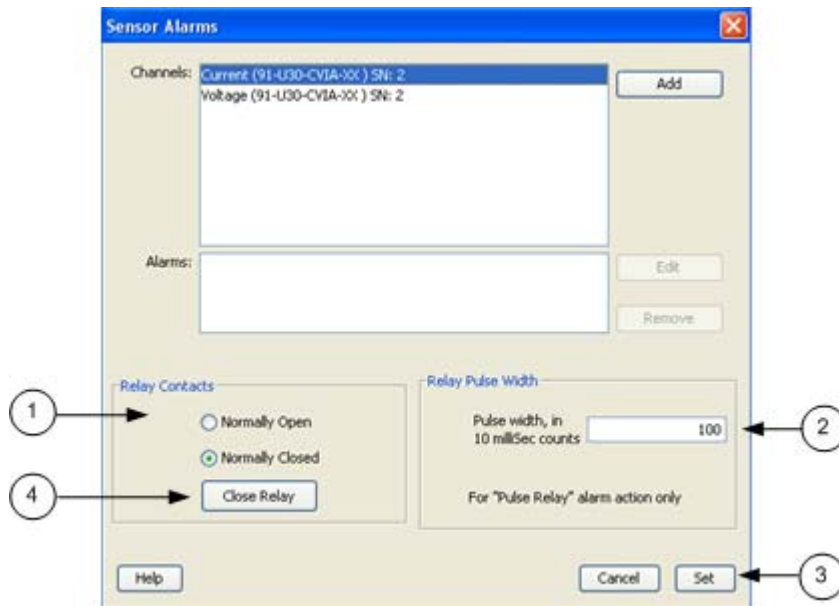 Sensor Alarms
Channels:
Current (91-U30-CVIA-XX ) SN: 2
Voltage (91-U30-CVIA-XX ) SN: 2
Add
Alarms:
Edit
Remove
Relay Contacts
1
Normally Open
Normally Closed
4
Close Relay
Relay Pulse Width
Pulse width, in
10 milliSec counts
100
2
For "Pulse Relay" alarm action only
Help
Cancel
Set
3